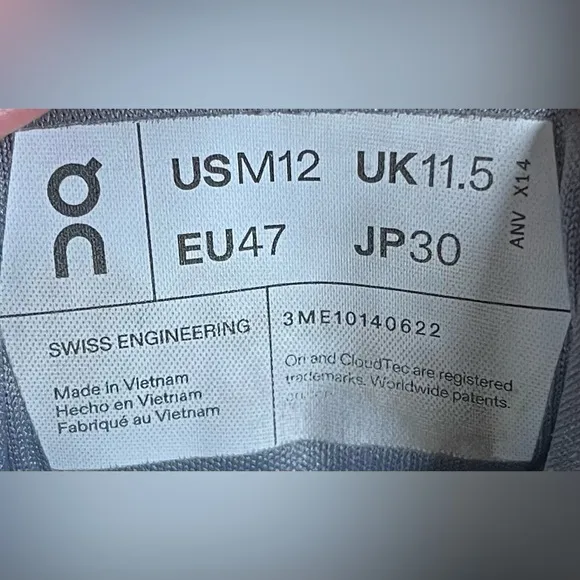 On
USM12 UK11.5
EU47 JP30
ANV X14
SWISS ENGINEERING
Made in Vietnam
Hecho en Vietnam
Fabriqué au Vietnam
3ME10140622
On and CloudTec are registered
trademarks. Worldwide patents.